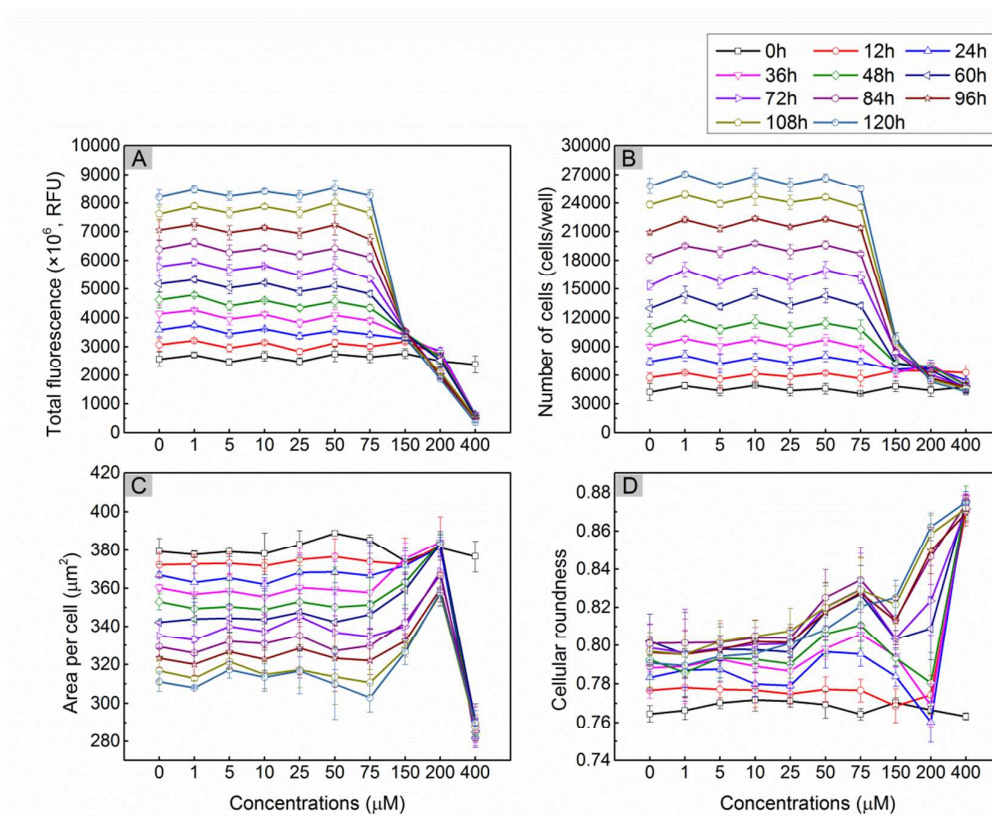 0h 12h 24h
36h 48h 60h
72h 84h 96h
108h 120h
A
Total fluorescence (×10⁶, RFU)
10000
9000
8000
7000
6000
5000
4000
3000
2000
1000
0
0 1 5 10 25 50 75 150 200 400
B
Number of cells (cells/well)
30000
27000
24000
21000
18000
15000
12000
9000
6000
3000
0
0 1 5 10 25 50 75 150 200 400
C
Area per cell (μm²)
420
400
380
360
340
320
300
280
0 1 5 10 25 50 75 150 200 400
Concentrations (μM)
D
Cellular roundness
0.88
0.86
0.84
0.82
0.80
0.78
0.76
0.74
0 1 5 10 25 50 75 150 200 400
Concentrations (μM)